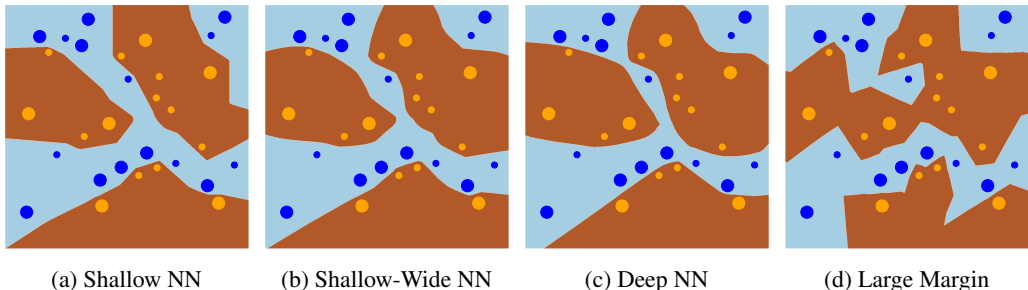 (a) Shallow NN
(b) Shallow-Wide NN
(c) Deep NN
(d) Large Margin